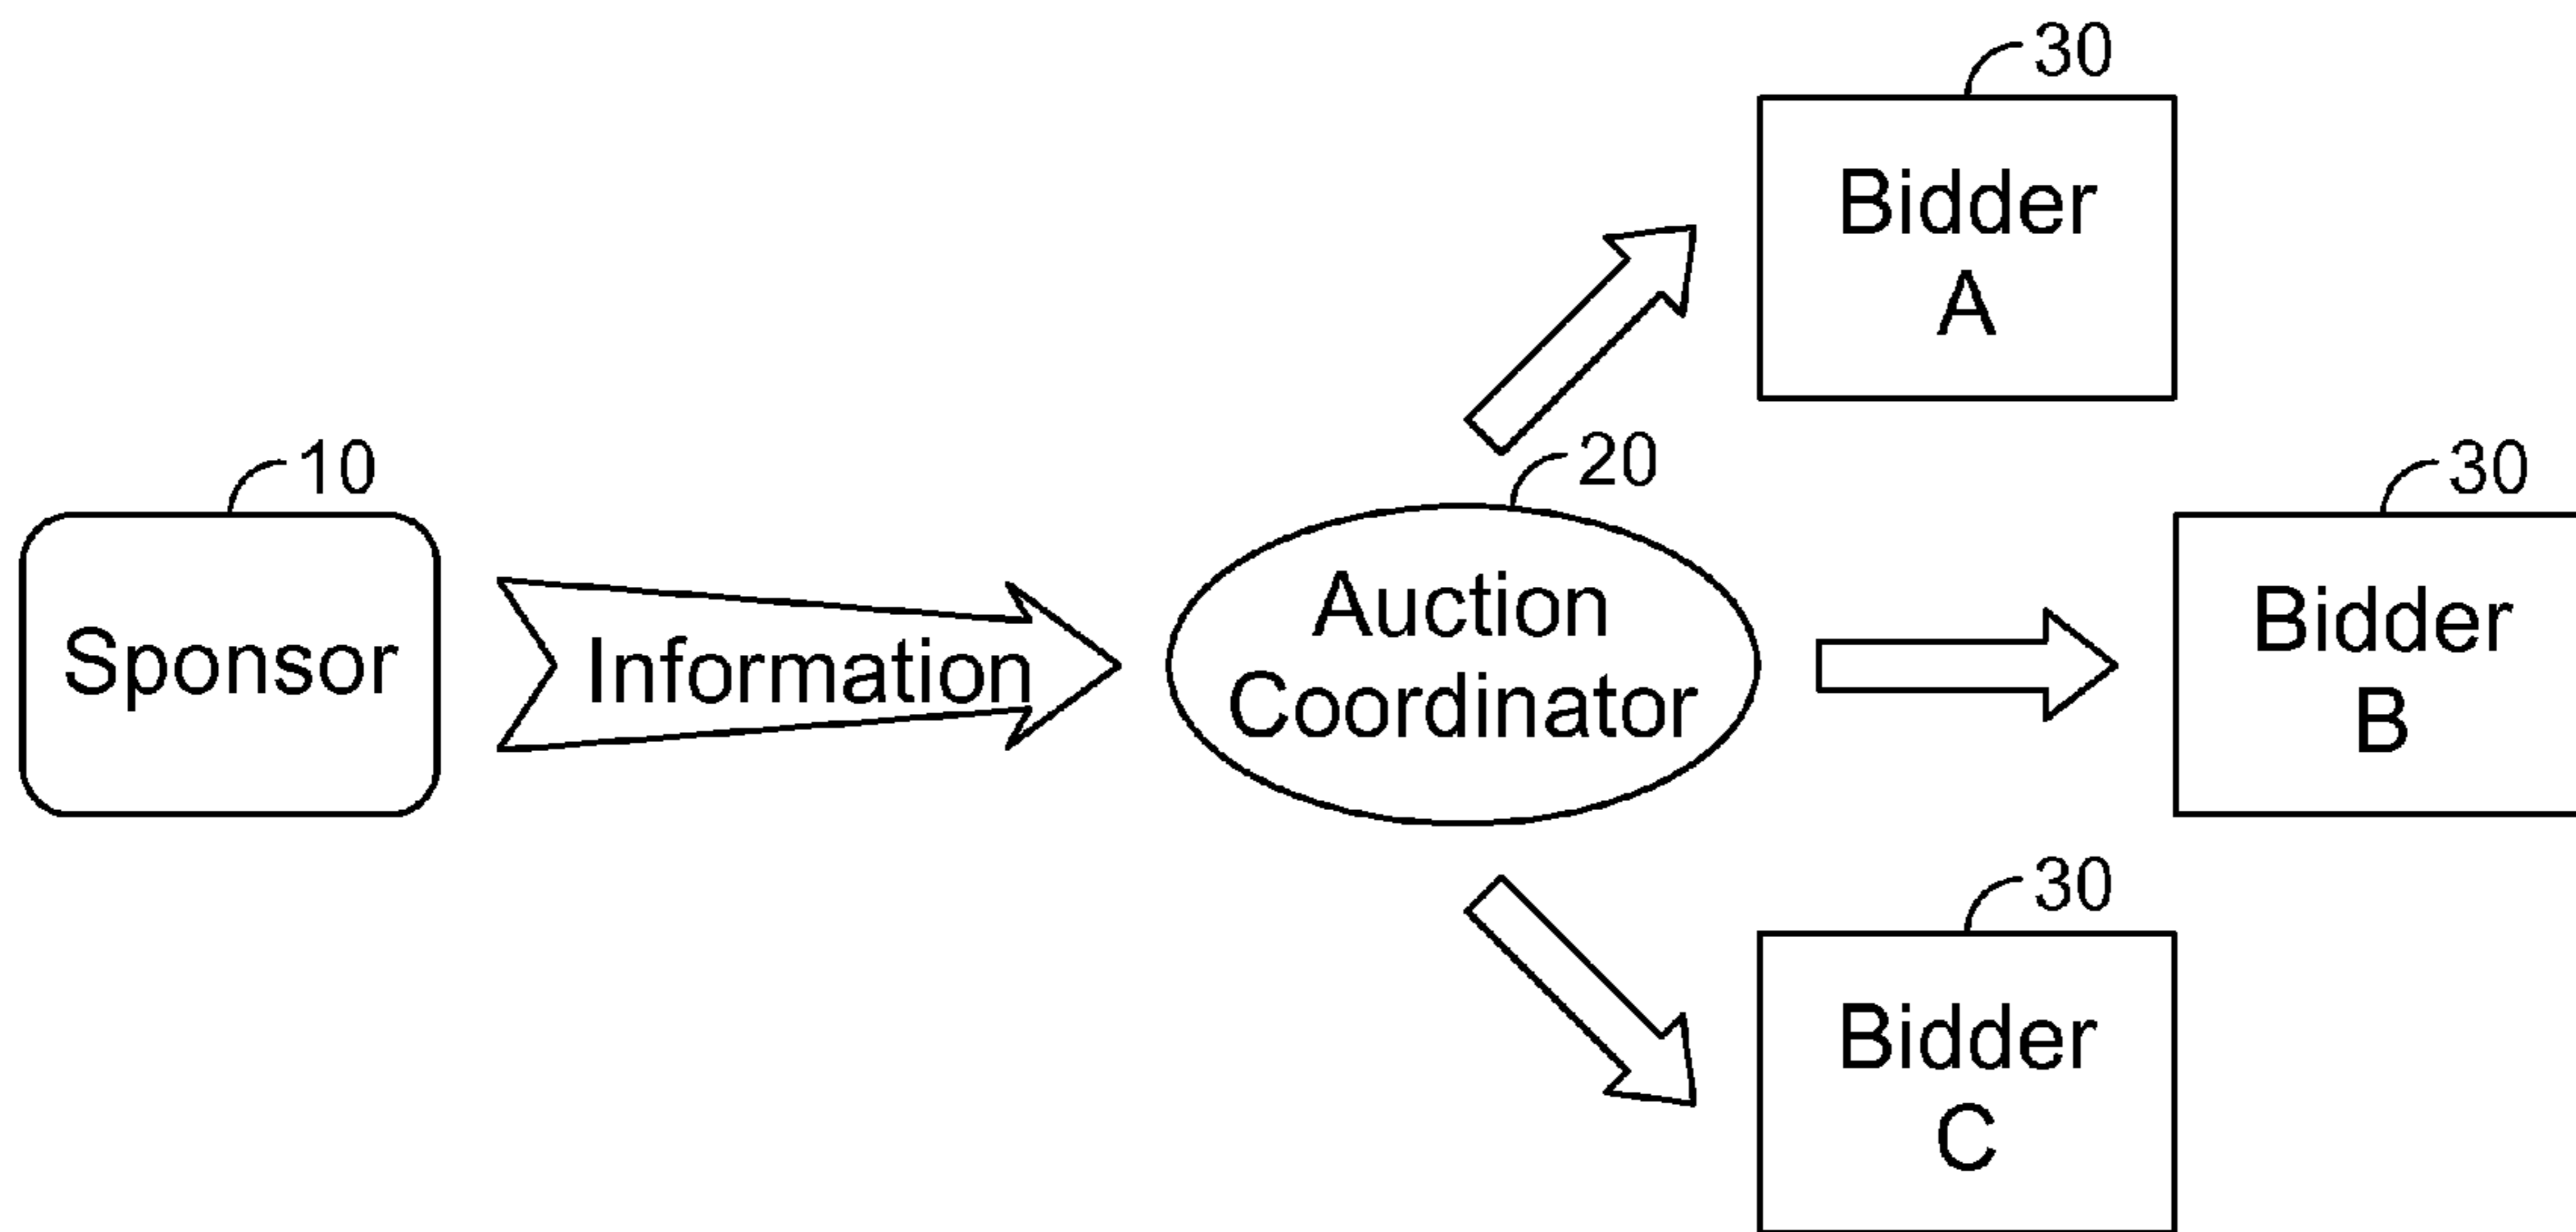 10
Sponsor
Information
20
Auction
Coordinator
30
Bidder
A
30
Bidder
B
30
Bidder
C